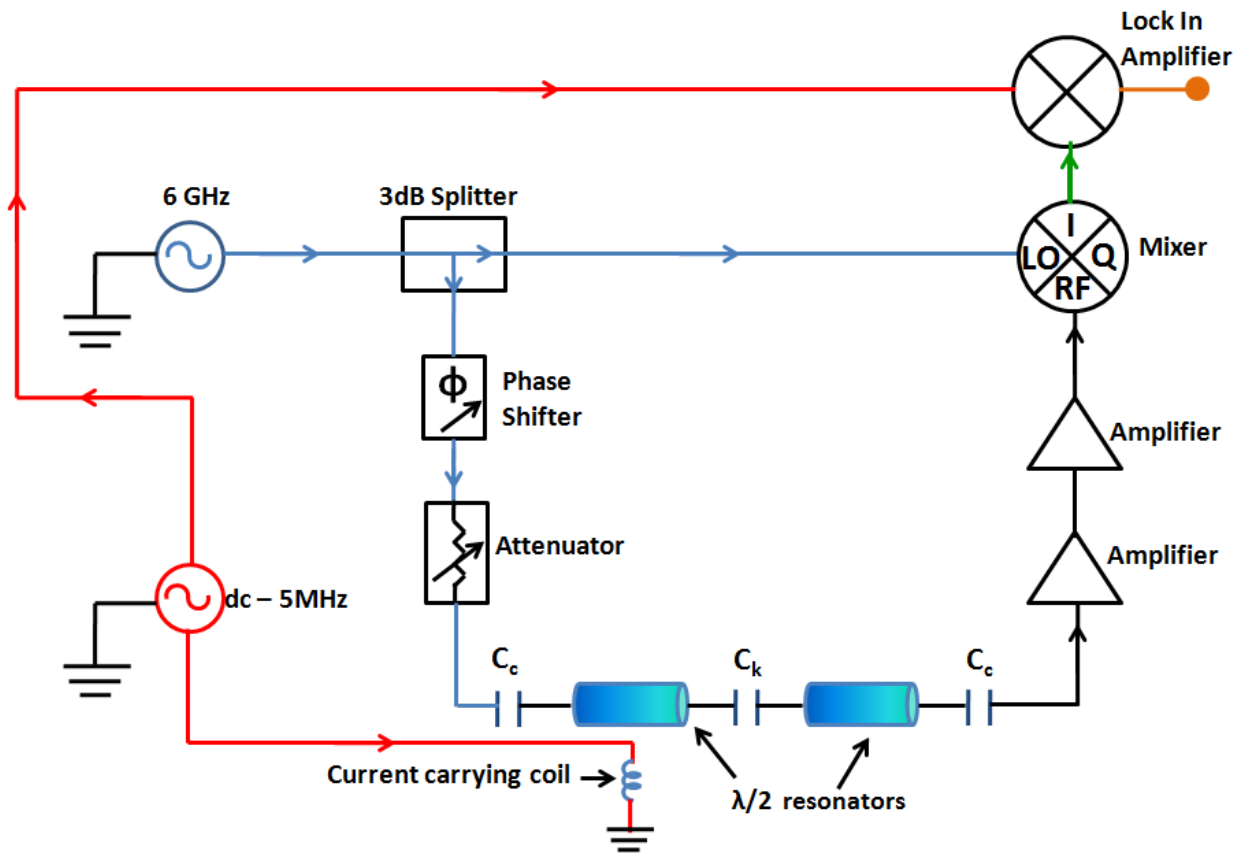 Lock In
Amplifier
6 GHz
3dB Splitter
I
LO
Q
RF
Mixer
Φ
Phase
Shifter
Amplifier
Attenuator
Amplifier
dc – 5MHz
Cc
Ck
Cc
Current carrying coil
λ/2 resonators